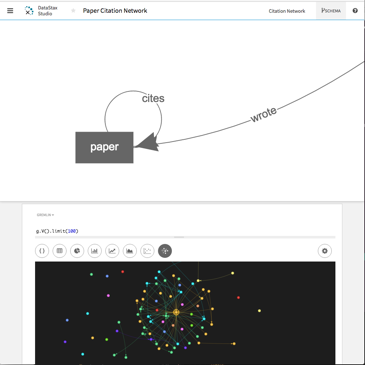 DataStax
Studio
Paper Citation Network
Citation Network
SCHEMA
cites
wrote
paper
g.V().limit(100)